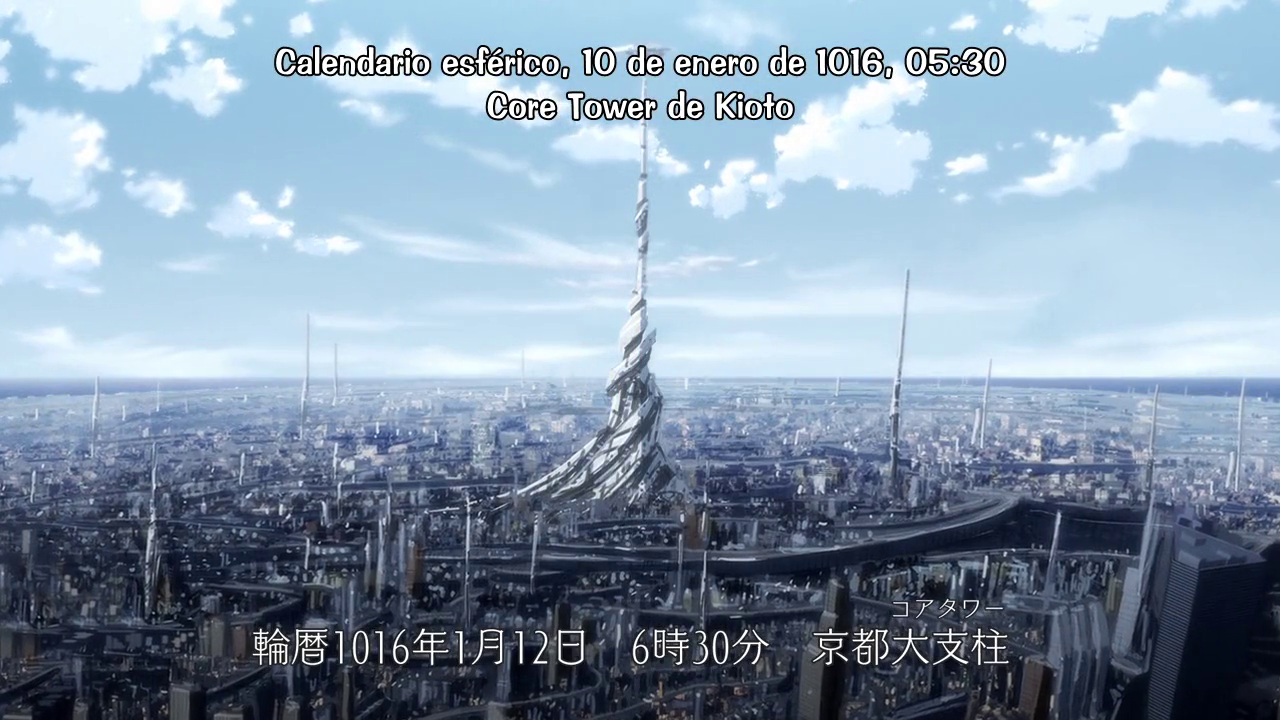 Calendario esférico, 10 de enero de 1016, 05:30
Core Tower de Kioto
コアタワー
輪暦1016年1月12日　6時30分　京都大支柱